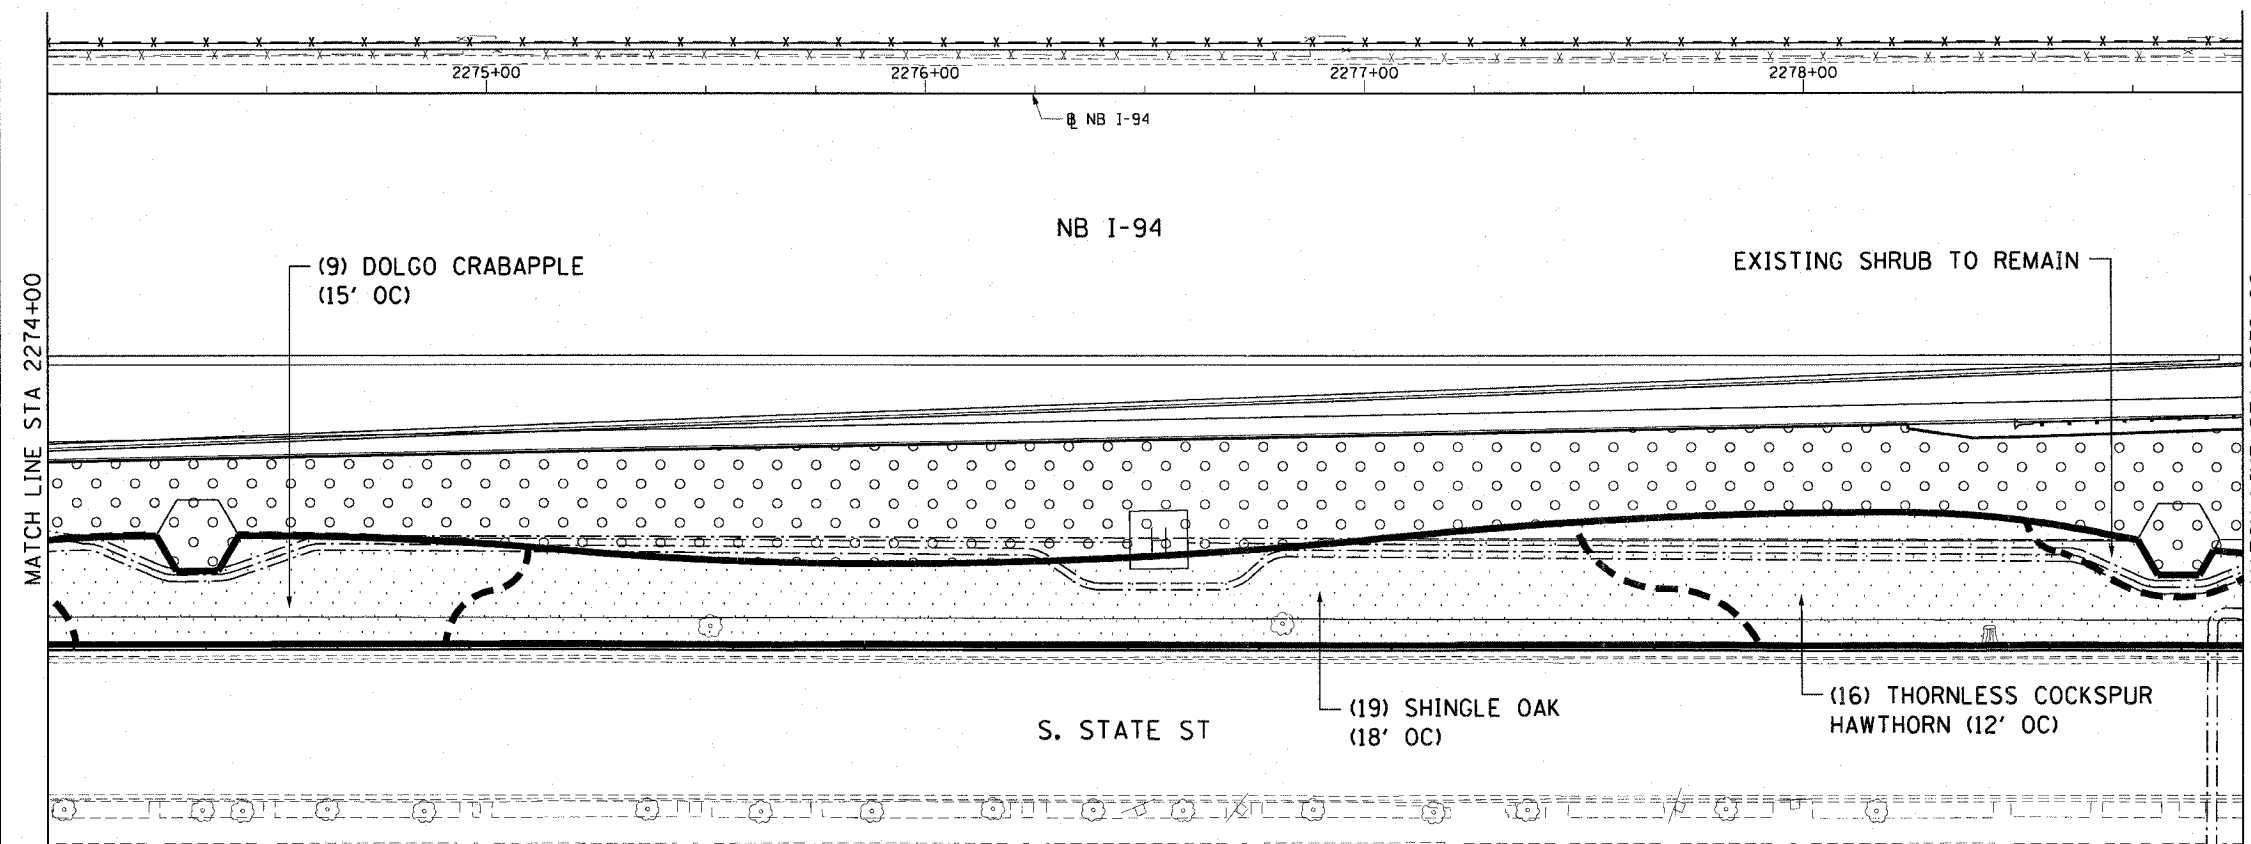 2275+00
2276+00
2277+00
2278+00
℄ NB I-94
NB I-94
(9) DOLGO CRABAPPLE
(15' OC)
EXISTING SHRUB TO REMAIN
MATCH LINE STA 2274+00
(19) SHINGLE OAK
(18' OC)
(16) THORNLESS COCKSPUR
HAWTHORN (12' OC)
S. STATE ST